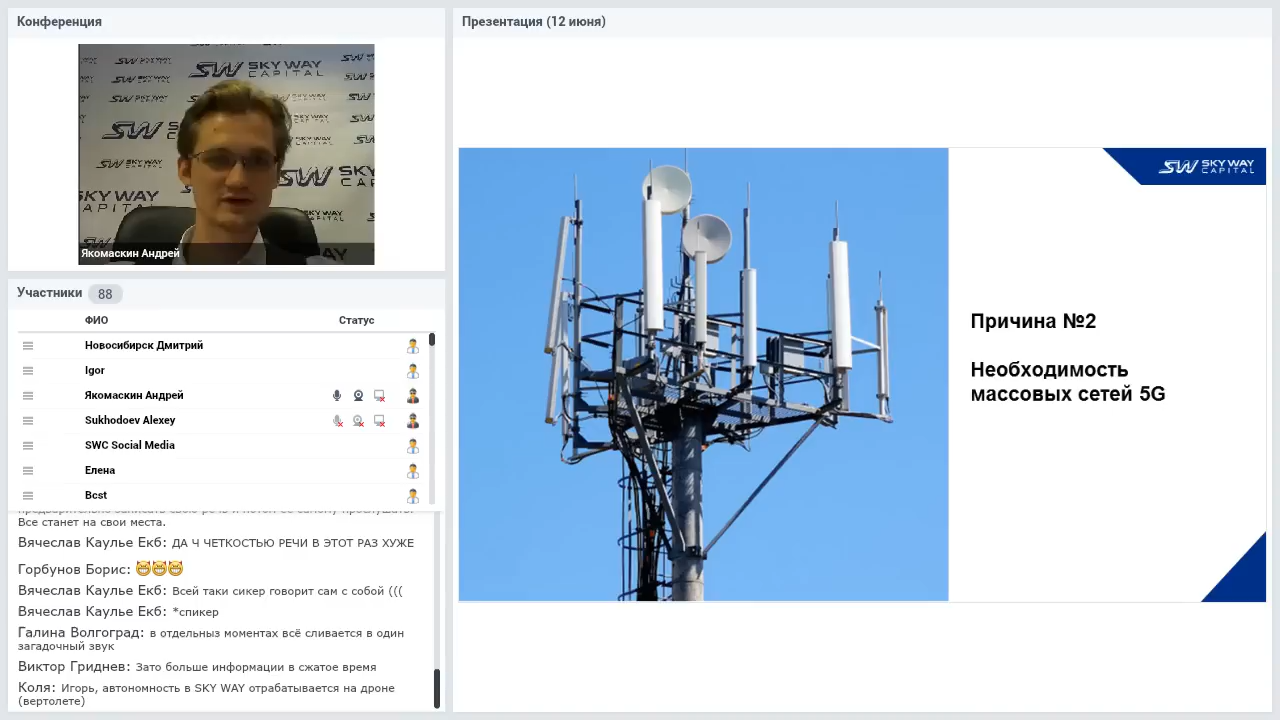 Конференция
SKY WAY
CAPITAL
Якомаскин Андрей
Участники 88
ФИО Статус
Новосибирск Дмитрий
Igor
Якомаскин Андрей
Sukhodoev Alexey
SWC Social Media
Елена
Bcst
Все станет на свои места.
Вячеслав Каулье Екб: ДА Ч ЧЕТКОСТЬЮ РЕЧИ В ЭТОТ РАЗ ХУЖЕ
Горбунов Борис:
Вячеслав Каулье Екб: Всей таки сикер говорит сам с собой (((
Вячеслав Каулье Екб: *спикер
Галина Волгоград: в отдельныз моментах всё сливается в один
загадочный звук
Виктор Гриднев: Зато больше информации в сжатое время
Коля: Игорь, автономность в SKY WAY отрабатывается на дроне
(вертолете)
Презентация (12 июня)
SW SKY WAY
CAPITAL
Причина №2
Необходимость
массовых сетей 5G